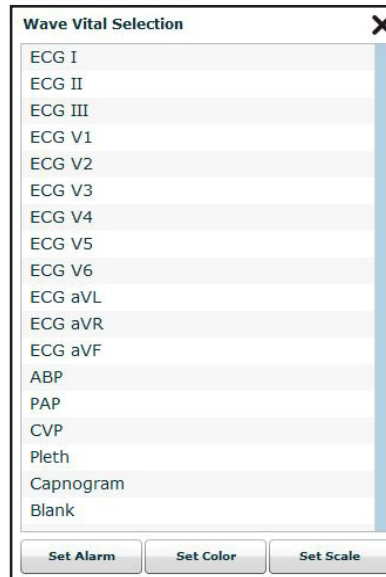 Wave Vital Selection
ECG I
ECG II
ECG III
ECG V1
ECG V2
ECG V3
ECG V4
ECG V5
ECG V6
ECG aVL
ECG aVR
ECG aVF
ABP
PAP
CVP
Pleth
Capnogram
Blank
Set Alarm Set Color Set Scale